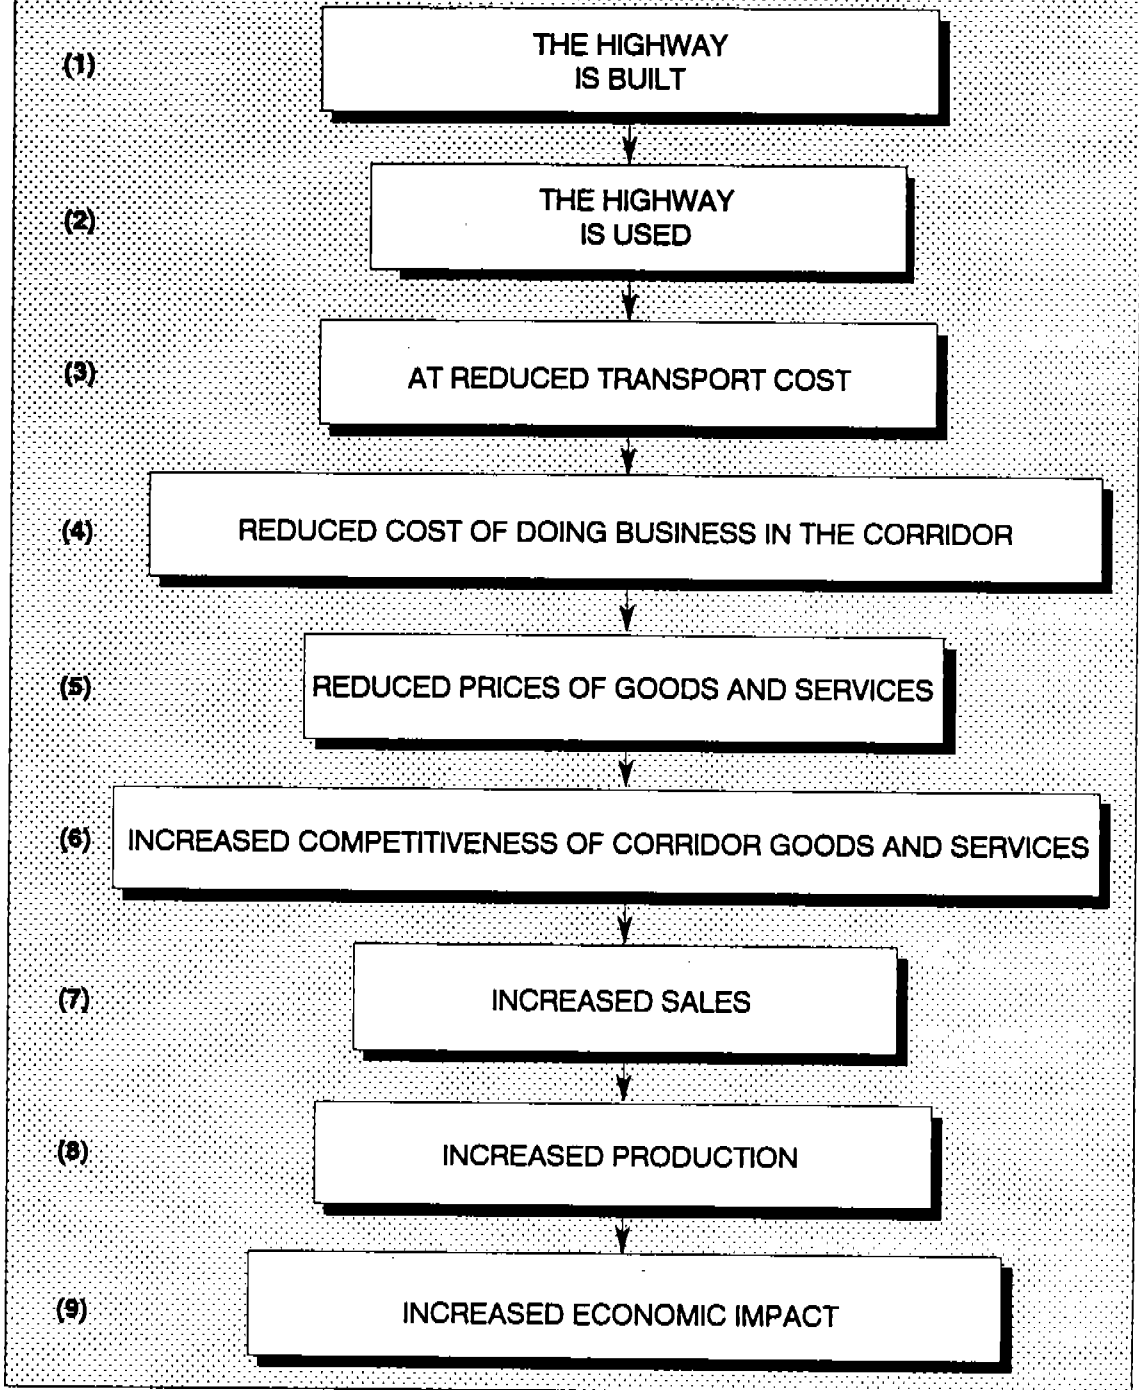 (1)
THE HIGHWAY
IS BUILT
(2)
THE HIGHWAY
IS USED
(3)
AT REDUCED TRANSPORT COST
(4)
REDUCED COST OF DOING BUSINESS IN THE CORRIDOR
(5)
REDUCED PRICES OF GOODS AND SERVICES
(6)
INCREASED COMPETITIVENESS OF CORRIDOR GOODS AND SERVICES
(7)
INCREASED SALES
(8)
INCREASED PRODUCTION
(9)
INCREASED ECONOMIC IMPACT